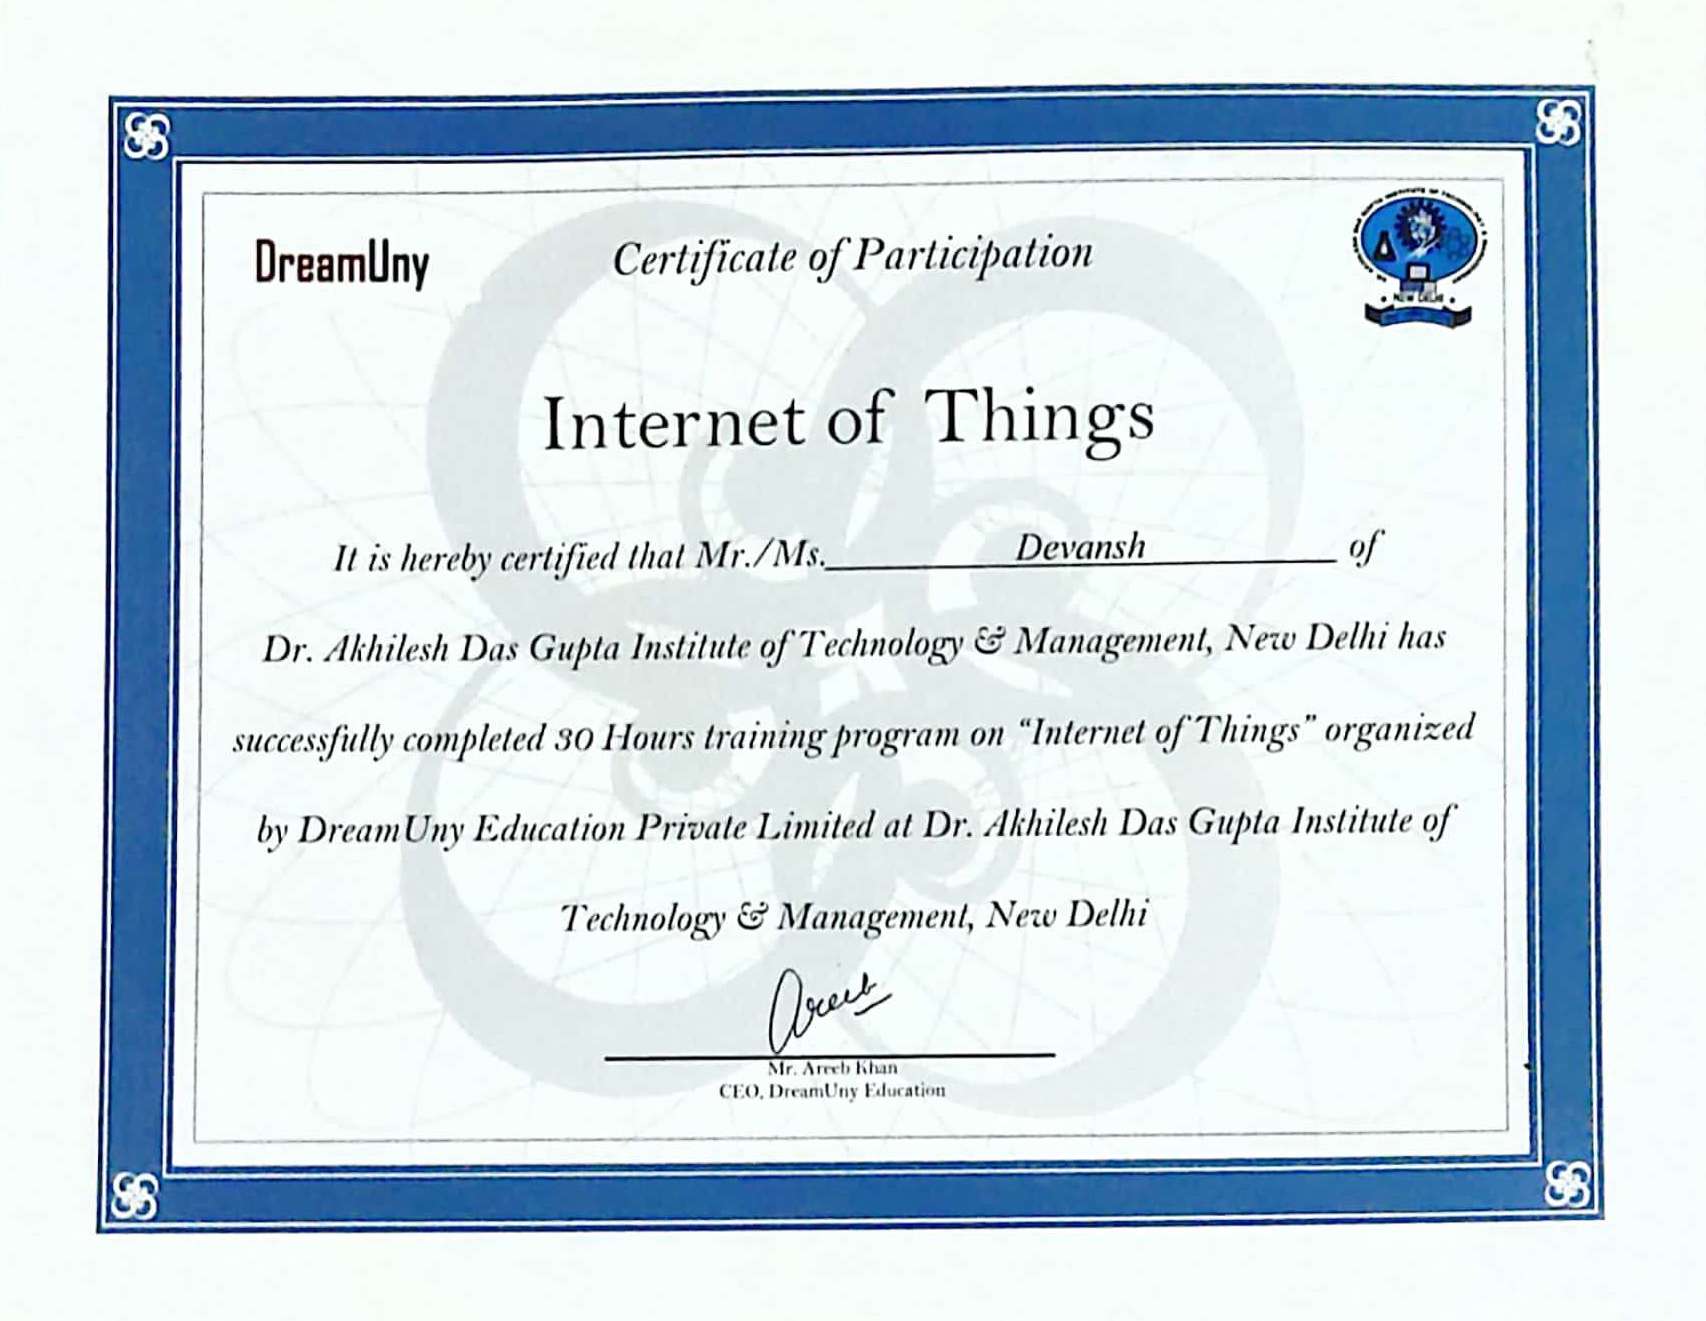 DreamUny
Certificate of Participation
NEW DELHI
Internet of Things
It is hereby certified that Mr./Ms. Devansh of
Dr. Akhilesh Das Gupta Institute of Technology & Management, New Delhi has
successfully completed 30 Hours training program on “Internet of Things” organized
by DreamUny Education Private Limited at Dr. Akhilesh Das Gupta Institute of
Technology & Management, New Delhi
Areeb
Mr. Areeb Khan
CEO, DreamUny Education